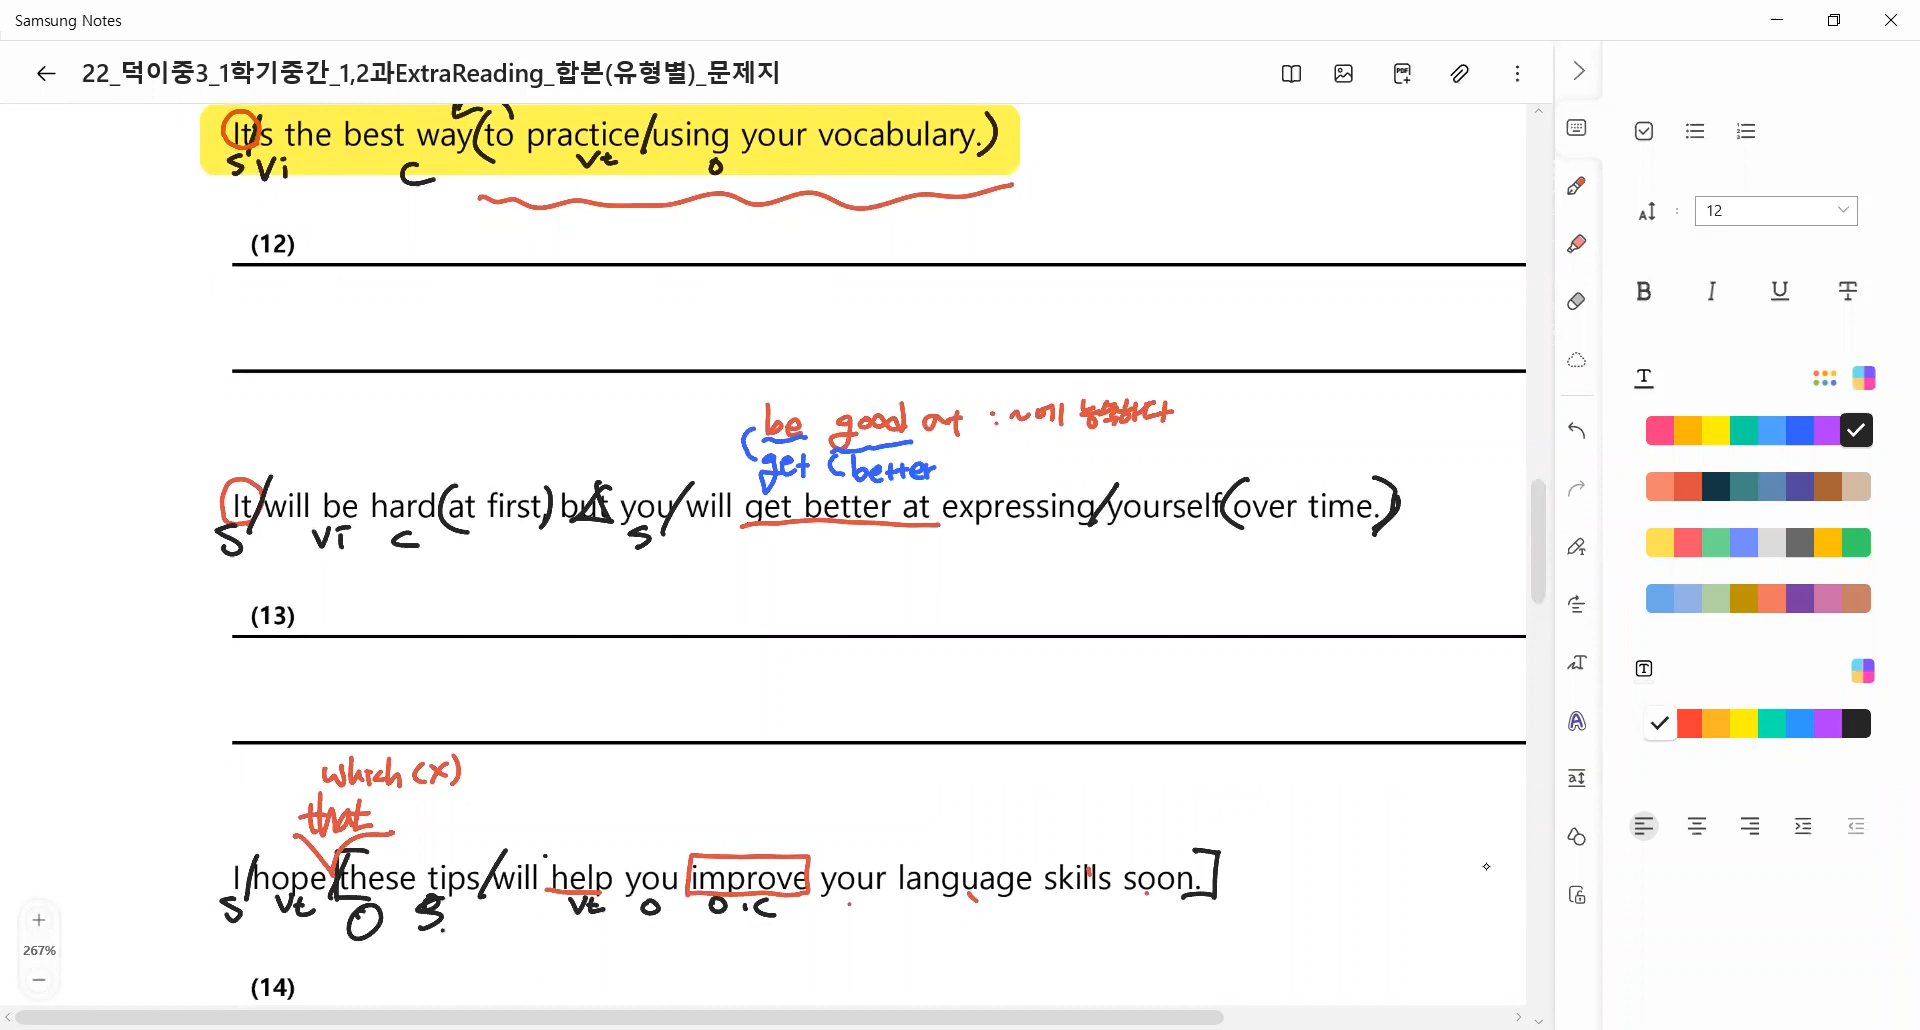 Samsung Notes
22_덕이중3_1학기중간_1,2과ExtraReading_합본(유형별)_문제지
It's the best way(to practice/using your vocabulary.)
S Vi C Vt O
(12)
12
be good at : ~에 능숙하다
get better
It/will be hard(at first,) but you/will get better at expressing/yourself(over time.)
S Vi C S
(13)
which (X)
that
I/hope/[these tips/will help you improve your language skills soon.]
S Vt O S Vt O O.C
267%
(14)